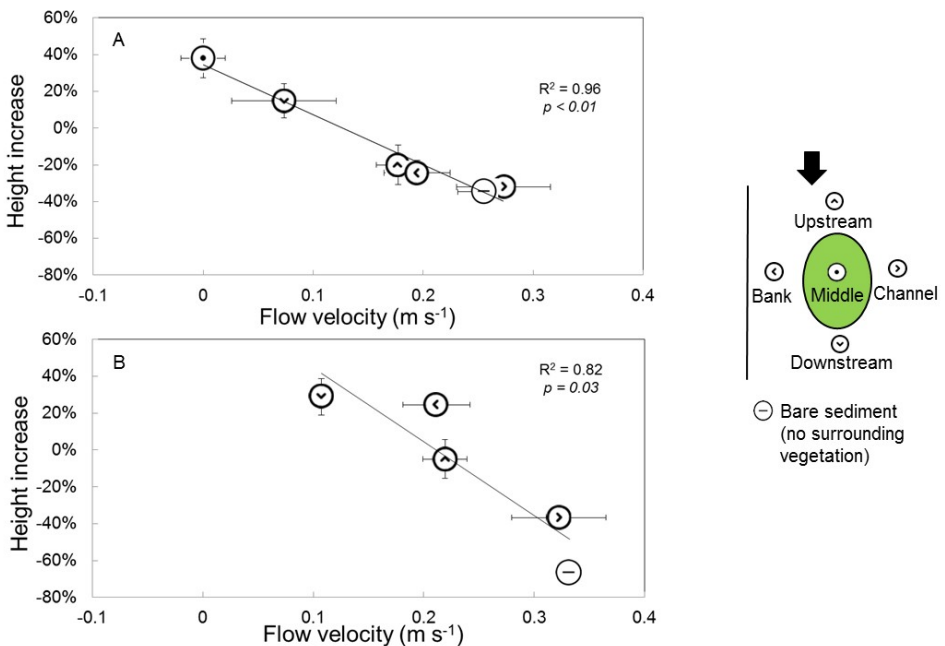 A
60%
40%
20%
0%
-20%
-40%
-60%
-80%
Height increase
R² = 0.96
p < 0.01
-0.1
0
0.1
0.2
0.3
0.4
Flow velocity (m s⁻¹)
B
60%
40%
20%
0%
-20%
-40%
-60%
-80%
Height increase
R² = 0.82
p = 0.03
-0.1
0
0.1
0.2
0.3
0.4
Flow velocity (m s⁻¹)
Upstream
Bank
Middle
Channel
Downstream
Bare sediment
(no surrounding
vegetation)